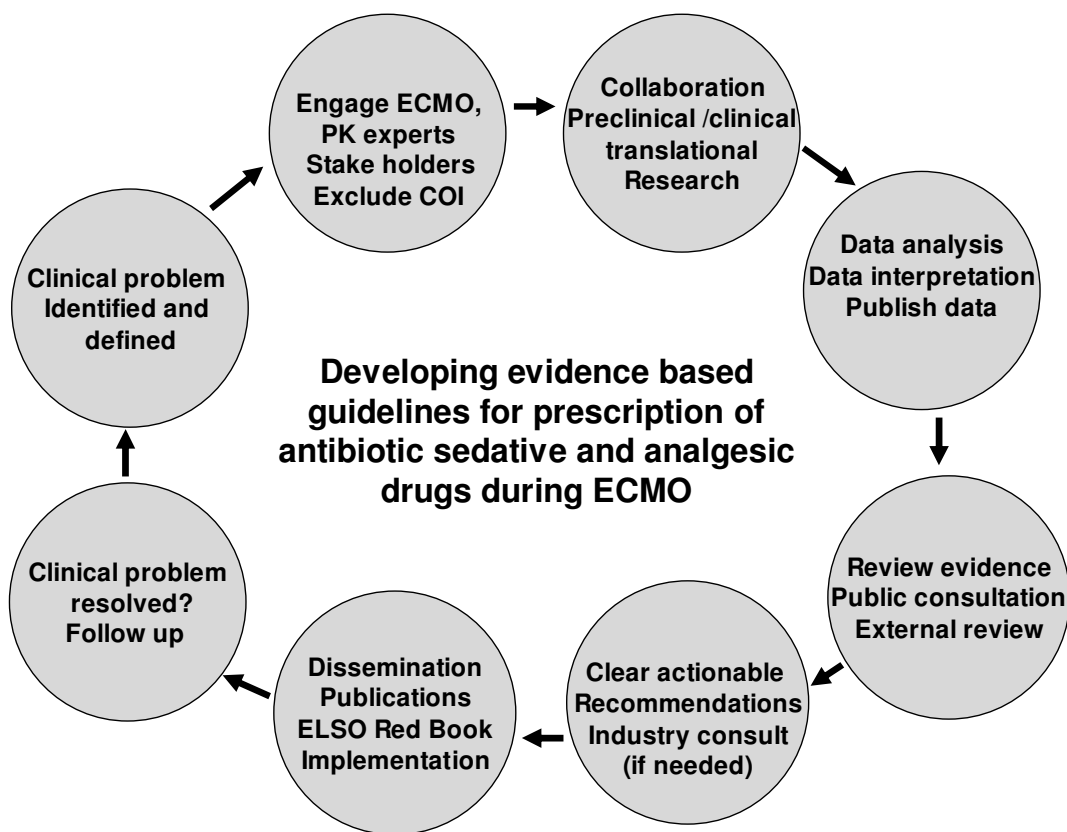 Engage ECMO,
PK experts
Stake holders
Exclude COI
Collaboration
Preclinical /clinical
translational
Research
Data analysis
Data interpretation
Publish data
Review evidence
Public consultation
External review
Clear actionable
Recommendations
Industry consult
(if needed)
Dissemination
Publications
ELSO Red Book
Implementation
Clinical problem
resolved?
Follow up
Clinical problem
Identified and
defined
Developing evidence based
guidelines for prescription of
antibiotic sedative and analgesic
drugs during ECMO